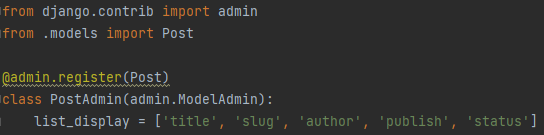 from django.contrib import admin
from .models import Post

@admin.register(Post)
class PostAdmin(admin.ModelAdmin):
    list_display = ['title', 'slug', 'author', 'publish', 'status']